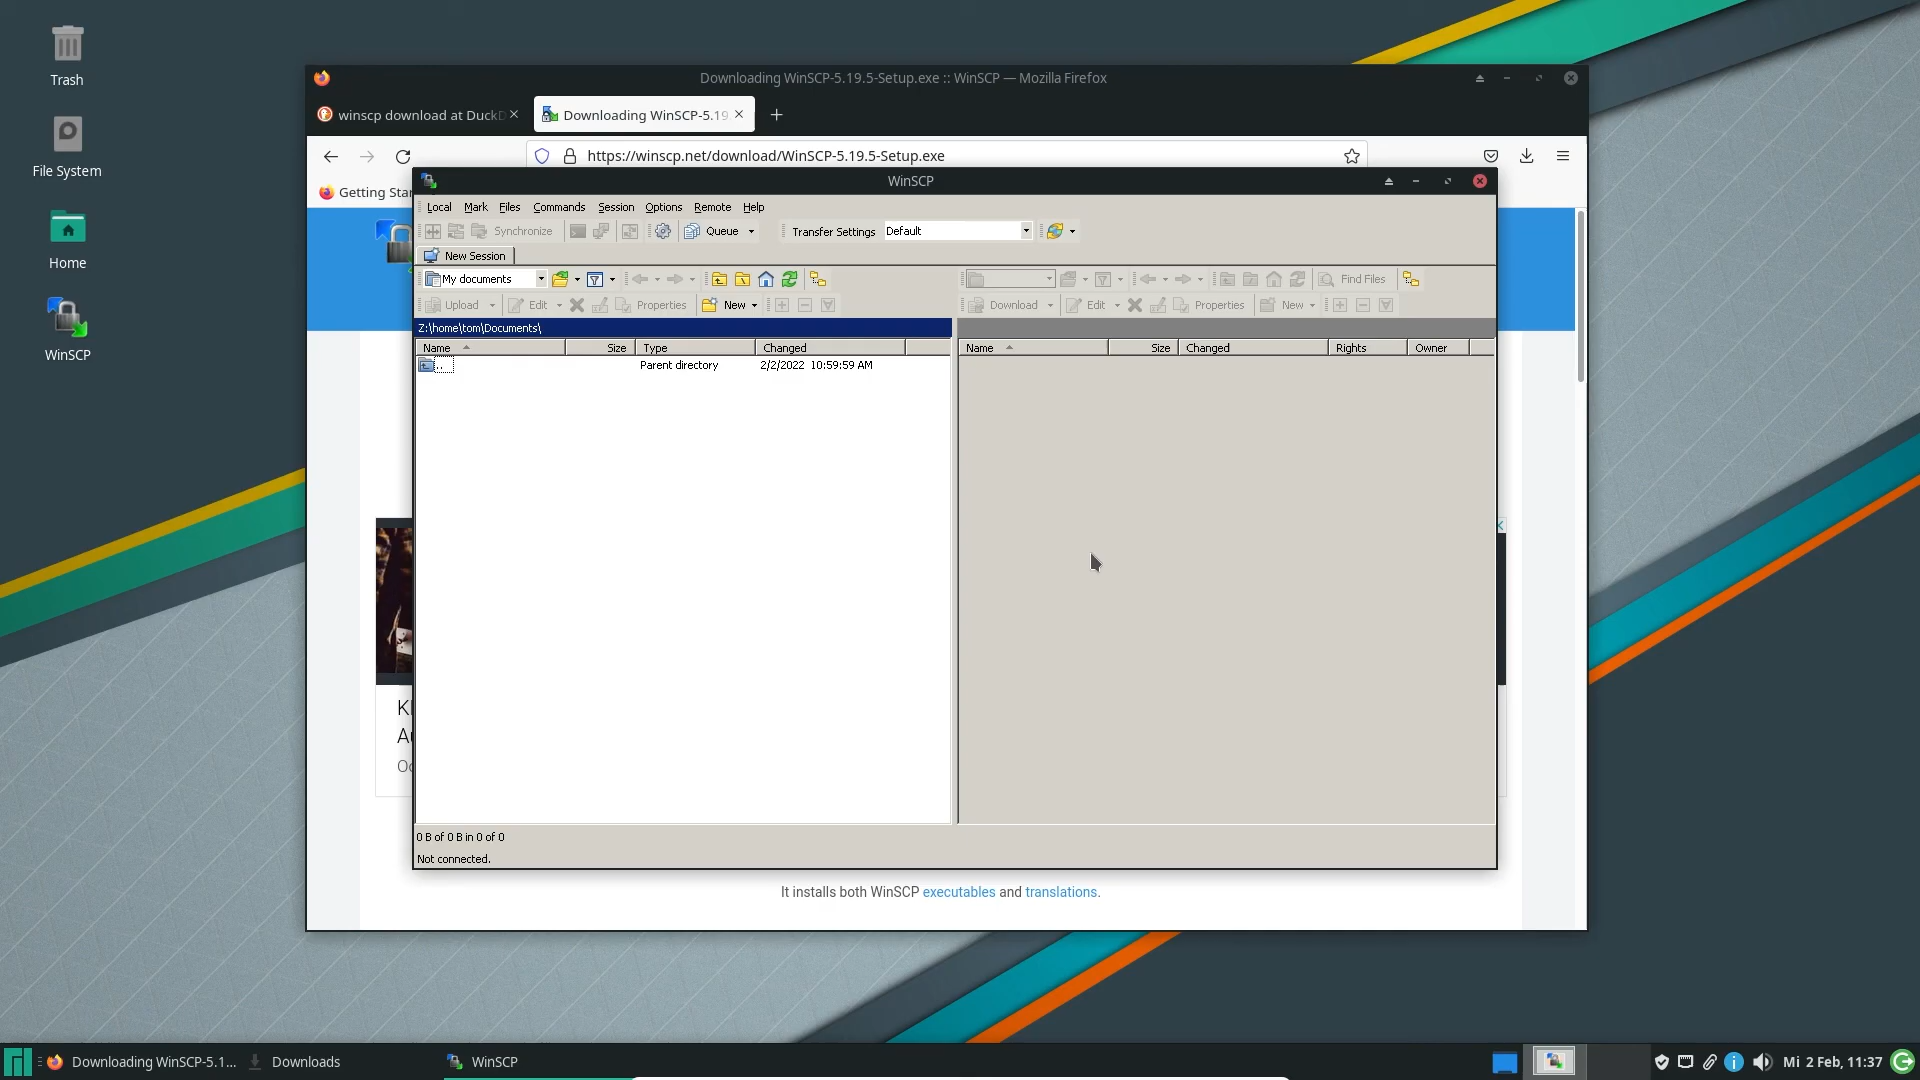 Trash
File System
Home
WinSCP
Downloading WinSCP-5.19.5-Setup.exe :: WinSCP — Mozilla Firefox
winscp download at Duck
Downloading WinSCP-5.19
https://winscp.net/download/WinSCP-5.19.5-Setup.exe
Getting Star
WinSCP
Local Mark Files Commands Session Options Remote Help
Synchronize Queue Transfer Settings Default
New Session
My documents Find Files
Upload Edit Properties New Download Edit Properties New
Z:\home\tom\Documents\
Name Size Type Changed Name Size Changed Rights Owner
.. Parent directory 2/2/2022 10:59:59 AM
0 B of 0 B in 0 of 0
Not connected.
It installs both WinSCP executables and translations.
Downloading WinSCP-5.1... Downloads WinSCP Mi 2 Feb, 11:37